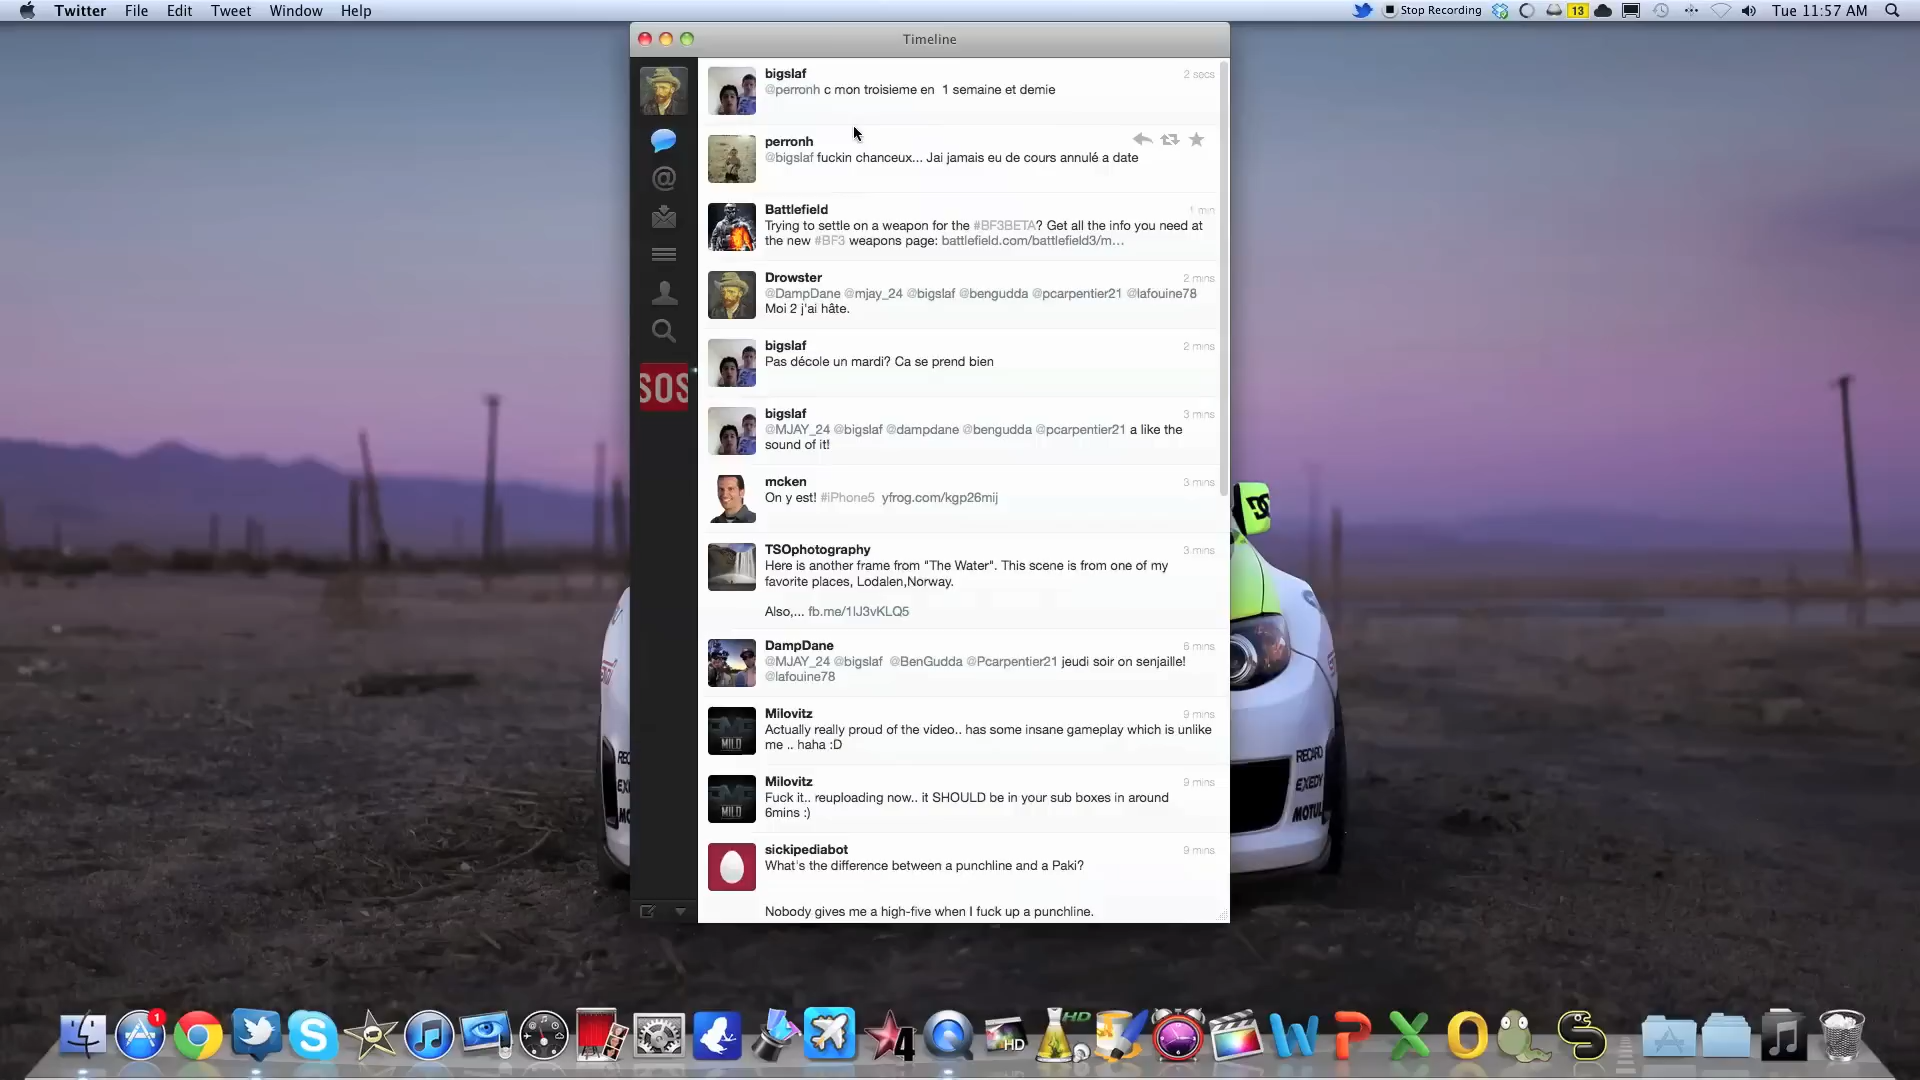 Twitter File Edit Tweet Window Help
Stop Recording 13 Tue 11:57 AM
Timeline
bigslaf 2 secs
@perronh c mon troisieme en 1 semaine et demie
perronh
@bigslaf fuckin chanceux... Jai jamais eu de cours annulé a date
Battlefield 1 min
Trying to settle on a weapon for the #BF3BETA? Get all the info you need at
the new #BF3 weapons page: battlefield.com/battlefield3/m...
Drowster 2 mins
@DampDane @mjay_24 @bigslaf @bengudda @pcarpentier21 @lafouine78
Moi 2 j'ai hâte.
bigslaf 2 mins
Pas décole un mardi? Ca se prend bien
bigslaf 3 mins
@MJAY_24 @bigslaf @dampdane @bengudda @pcarpentier21 a like the
sound of it!
mcken 3 mins
On y est! #iPhone5 yfrog.com/kgp26mij
TSOphotography 3 mins
Here is another frame from "The Water". This scene is from one of my
favorite places, Lodalen,Norway.
Also,... fb.me/1lJ3vKLQ5
DampDane 6 mins
@MJAY_24 @bigslaf @BenGudda @Pcarpentier21 jeudi soir on senjaille!
@lafouine78
Milovitz 9 mins
Actually really proud of the video.. has some insane gameplay which is unlike
me .. haha :D
Milovitz 9 mins
Fuck it.. reuploading now.. it SHOULD be in your sub boxes in around
6mins :)
sickipediabot 9 mins
What's the difference between a punchline and a Paki?
Nobody gives me a high-five when I fuck up a punchline.
@
SOS
MILO
MILO
DC
RECARO
EXEDY
MOTUL
1
4
HD
HD
W P X O